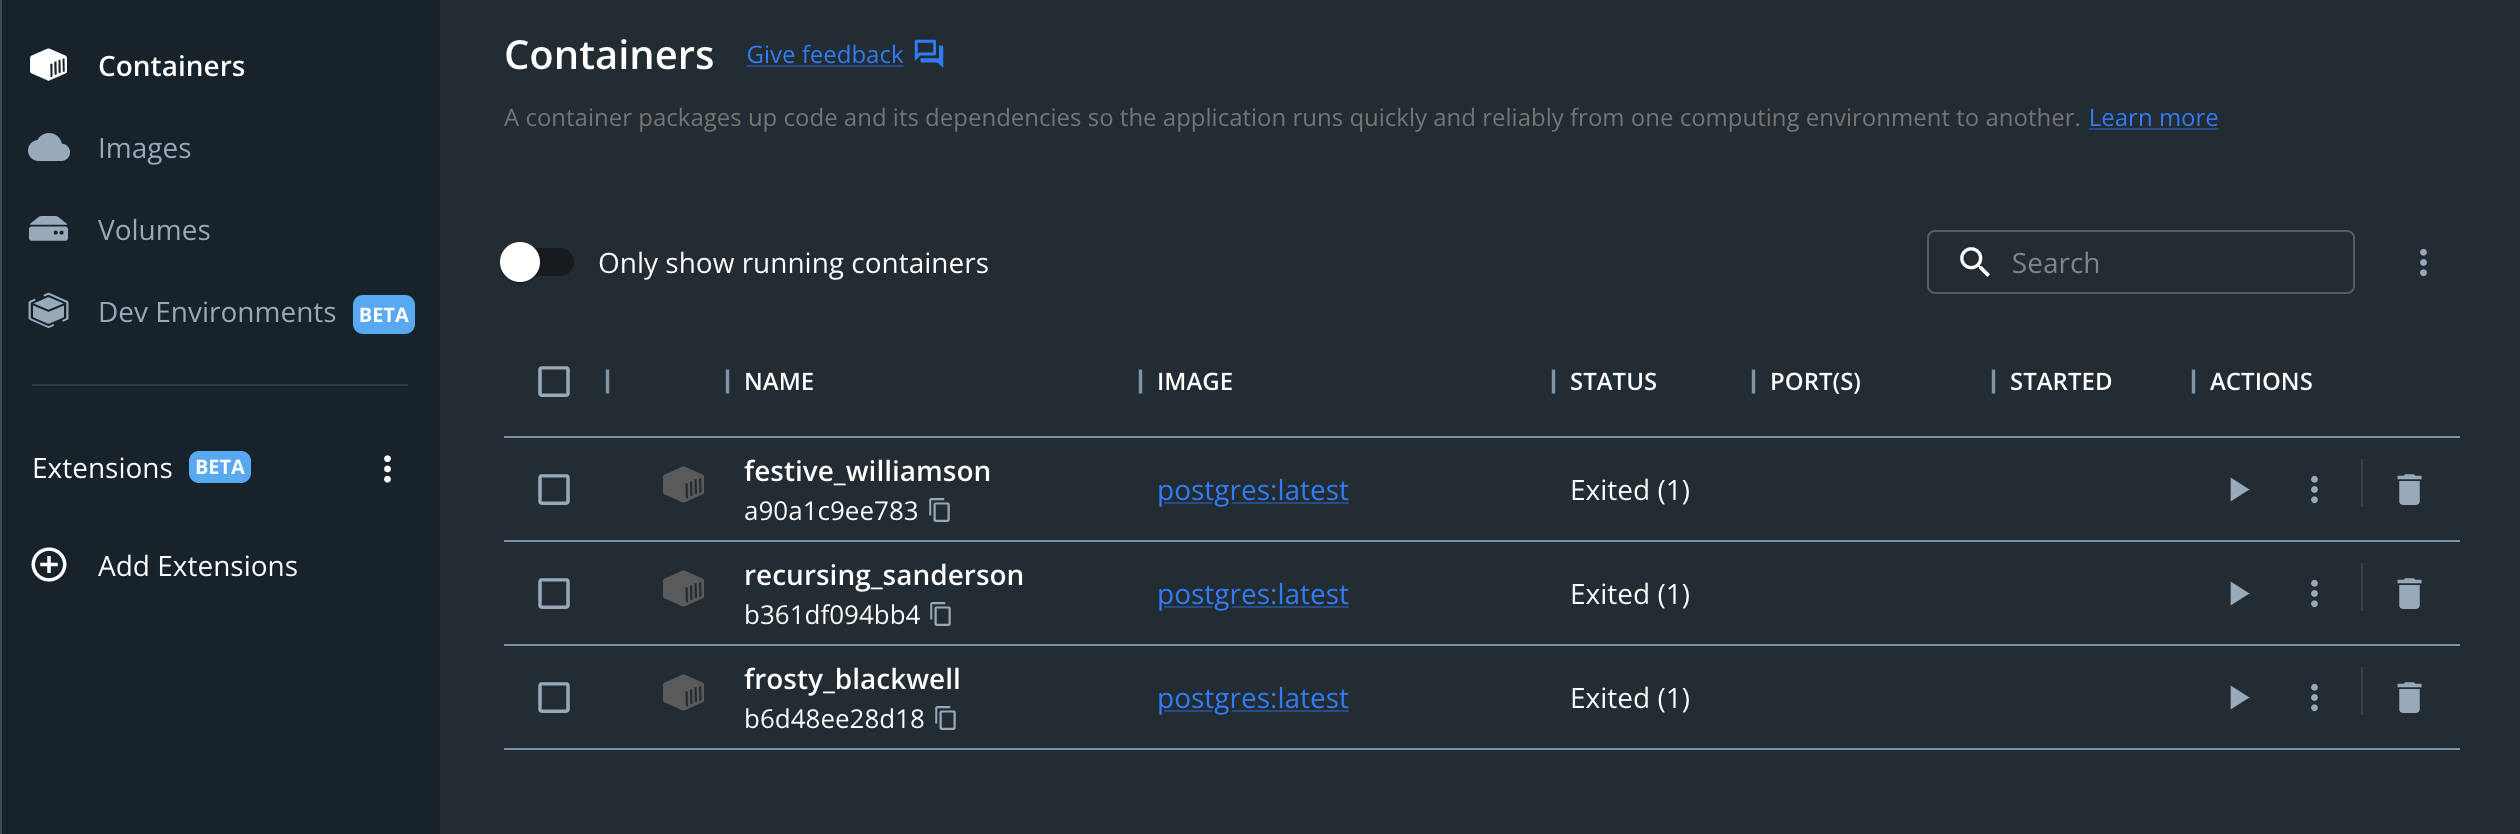 Containers
Images
Volumes
Dev Environments BETA
Extensions BETA
Add Extensions
Containers Give feedback
A container packages up code and its dependencies so the application runs quickly and reliably from one computing environment to another. Learn more
Only show running containers
Search
NAME IMAGE STATUS PORT(S) STARTED ACTIONS
festive_williamson
a90a1c9ee783
postgres:latest
Exited (1)
recursing_sanderson
b361df094bb4
postgres:latest
Exited (1)
frosty_blackwell
b6d48ee28d18
postgres:latest
Exited (1)